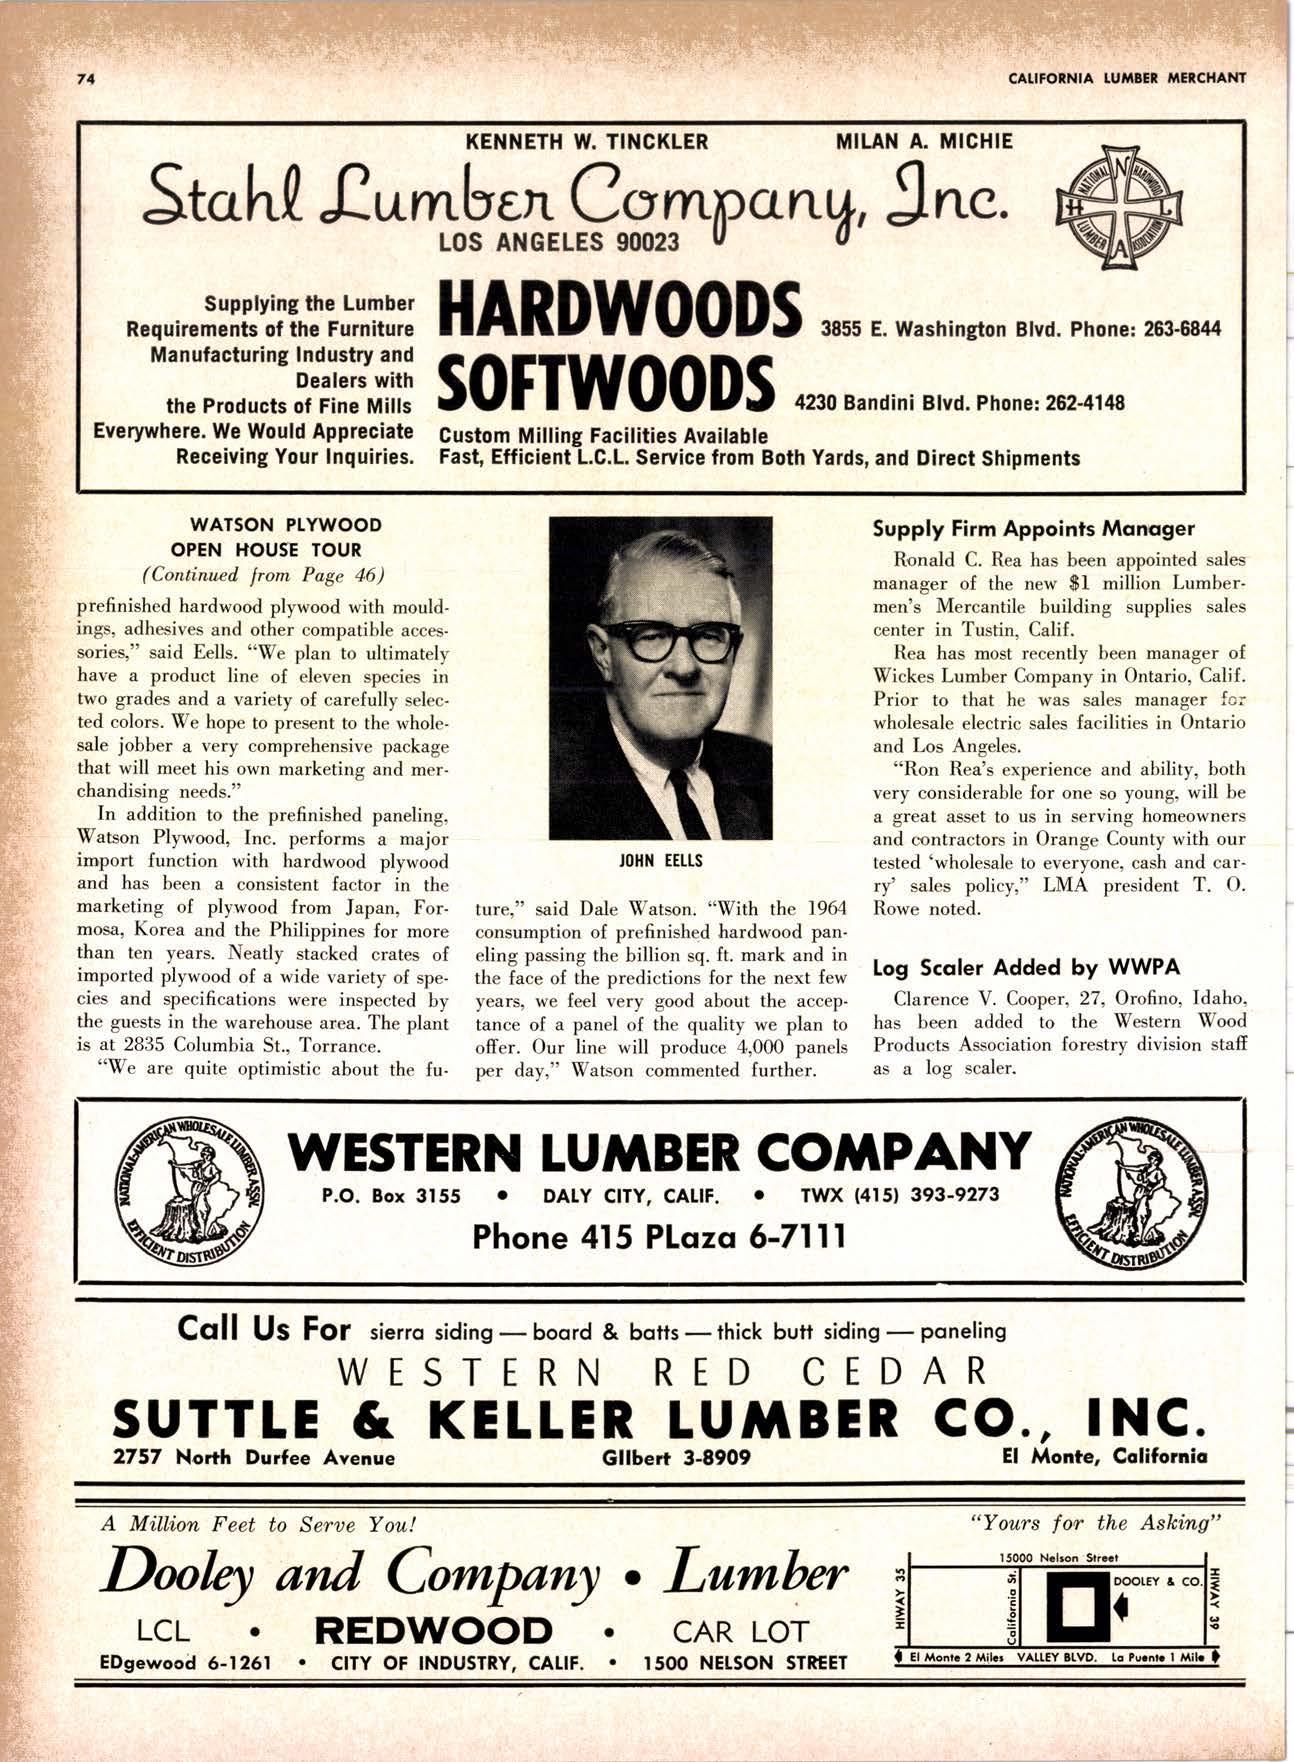 74
CALIFORNIA LUMBER MERCHANT
KENNETH W. TINCKLER MILAN A. MICHIE
Stahl Lumber Company, Inc.
LOS ANGELES 90023
NATIONAL HARDWOOD LUMBER ASSOCIATION
N H L A
Supplying the Lumber
Requirements of the Furniture
Manufacturing Industry and
Dealers with
the Products of Fine Mills
Everywhere. We Would Appreciate
Receiving Your Inquiries.
HARDWOODS
3855 E. Washington Blvd. Phone: 263-6844
SOFTWOODS
4230 Bandini Blvd. Phone: 262-4148
Custom Milling Facilities Available
Fast, Efficient L.C.L. Service from Both Yards, and Direct Shipments
WATSON PLYWOOD
OPEN HOUSE TOUR
(Continued from Page 46)
prefinished hardwood plywood with mould-
ings, adhesives and other compatible acces-
sories,” said Eells. “We plan to ultimately
have a product line of eleven species in
two grades and a variety of carefully selec-
ted colors. We hope to present to the whole-
sale jobber a very comprehensive package
that will meet his own marketing and mer-
chandising needs.”
In addition to the prefinished paneling,
Watson Plywood, Inc. performs a major
import function with hardwood plywood
and has been a consistent factor in the
marketing of plywood from Japan, For-
mosa, Korea and the Philippines for more
than ten years. Neatly stacked crates of
imported plywood of a wide variety of spe-
cies and specifications were inspected by
the guests in the warehouse area. The plant
is at 2835 Columbia St., Torrance.
“We are quite optimistic about the fu-
JOHN EELLS
ture,” said Dale Watson. “With the 1964
consumption of prefinished hardwood pan-
eling passing the billion sq. ft. mark and in
the face of the predictions for the next few
years, we feel very good about the accep-
tance of a panel of the quality we plan to
offer. Our line will produce 4,000 panels
per day,” Watson commented further.
Supply Firm Appoints Manager
Ronald C. Rea has been appointed sales
manager of the new $1 million Lumber-
men’s Mercantile building supplies sales
center in Tustin, Calif.
Rea has most recently been manager of
Wickes Lumber Company in Ontario, Calif.
Prior to that he was sales manager for
wholesale electric sales facilities in Ontario
and Los Angeles.
“Ron Rea’s experience and ability, both
very considerable for one so young, will be
a great asset to us in serving homeowners
and contractors in Orange County with our
tested ‘wholesale to everyone, cash and car-
ry’ sales policy,” LMA president T. O.
Rowe noted.
Log Scaler Added by WWPA
Clarence V. Cooper, 27, Orofino, Idaho,
has been added to the Western Wood
Products Association forestry division staff
as a log scaler.
NATIONAL-AMERICAN WHOLESALE LUMBER ASSN.
EFFICIENT DISTRIBUTION
WESTERN LUMBER COMPANY
P.O. Box 3155 • DALY CITY, CALIF. • TWX (415) 393-9273
Phone 415 PLaza 6-7111
NATIONAL-AMERICAN WHOLESALE LUMBER ASSN.
EFFICIENT DISTRIBUTION
Call Us For sierra siding — board & batts — thick butt siding — paneling
WESTERN RED CEDAR
SUTTLE & KELLER LUMBER CO., INC.
2757 North Durfee Avenue GIlbert 3-8909 El Monte, California
A Million Feet to Serve You! “Yours for the Asking”
Dooley and Company • Lumber
LCL • REDWOOD • CAR LOT
EDgewood 6-1261 • CITY OF INDUSTRY, CALIF. • 1500 NELSON STREET
15000 Nelson Street
HIWAY 35
California St.
DOOLEY & CO.
HIWAY 39
El Monte 2 Miles VALLEY BLVD. La Puente 1 Mile